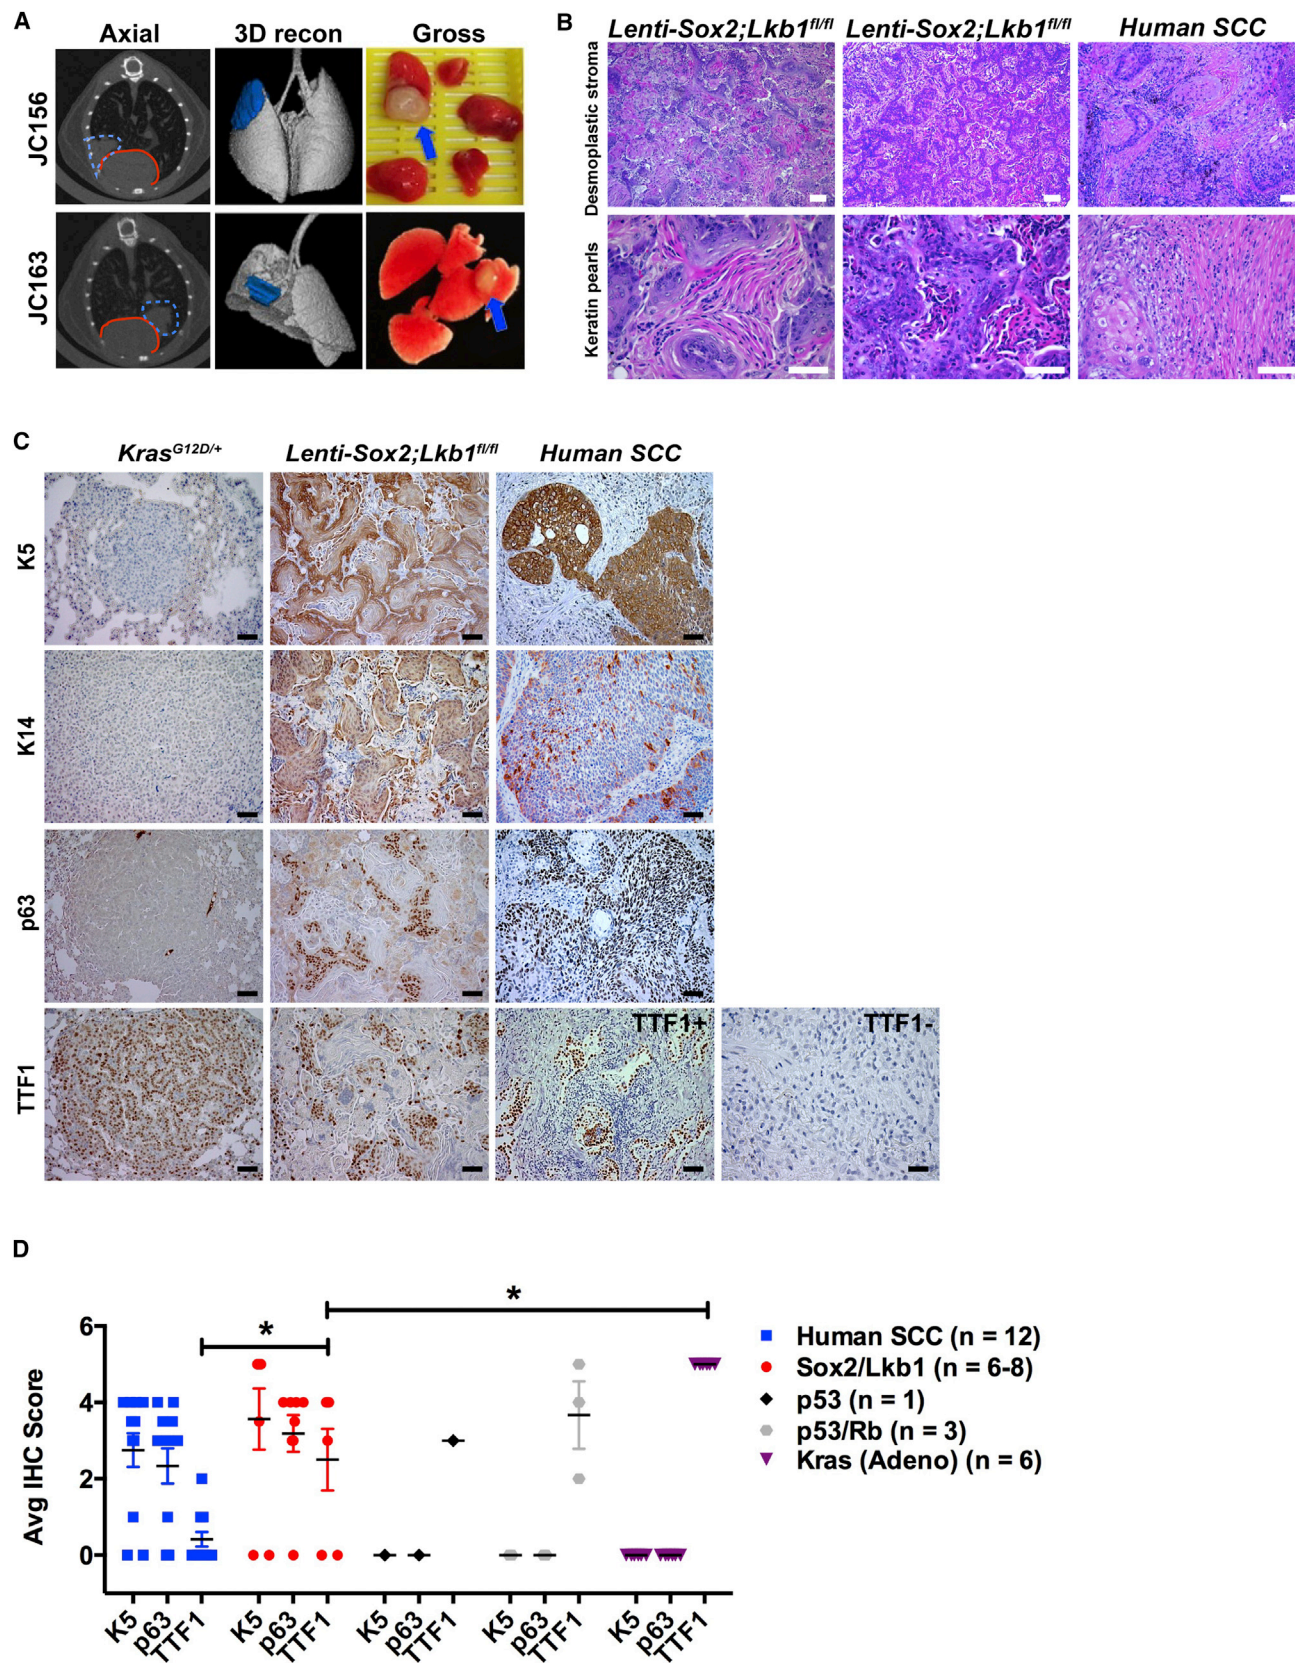 A
Axial 3D recon Gross
JC156
JC163
B
Lenti-Sox2;Lkb1fl/fl Lenti-Sox2;Lkb1fl/fl Human SCC
Desmoplastic stroma
Keratin pearls
C
KrasG12D/+ Lenti-Sox2;Lkb1fl/fl Human SCC
K5
K14
p63
TTF1
TTF1+ TTF1-
D
Avg IHC Score
6
4
2
0
* *
K5 p63 TTF1 K5 p63 TTF1 K5 p63 TTF1 K5 p63 TTF1 K5 p63 TTF1
Human SCC (n = 12)
Sox2/Lkb1 (n = 6-8)
p53 (n = 1)
p53/Rb (n = 3)
Kras (Adeno) (n = 6)